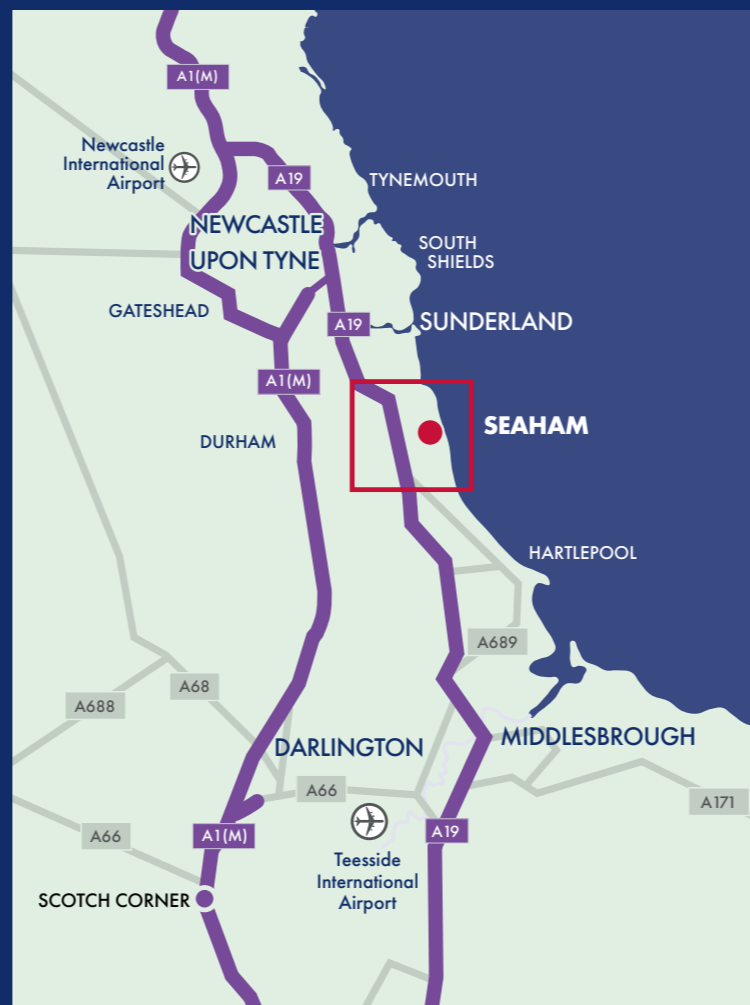 A1(M)
Newcastle
International
Airport
A19
TYNEMOUTH
NEWCASTLE
UPON TYNE
SOUTH
SHIELDS
GATESHEAD
A19
SUNDERLAND
A1(M)
SEAHAM
DURHAM
HARTLEPOOL
A689
A68
A688
DARLINGTON
MIDDLESBROUGH
A66
A171
A66
A1(M)
A19
Teesside
International
Airport
SCOTCH CORNER